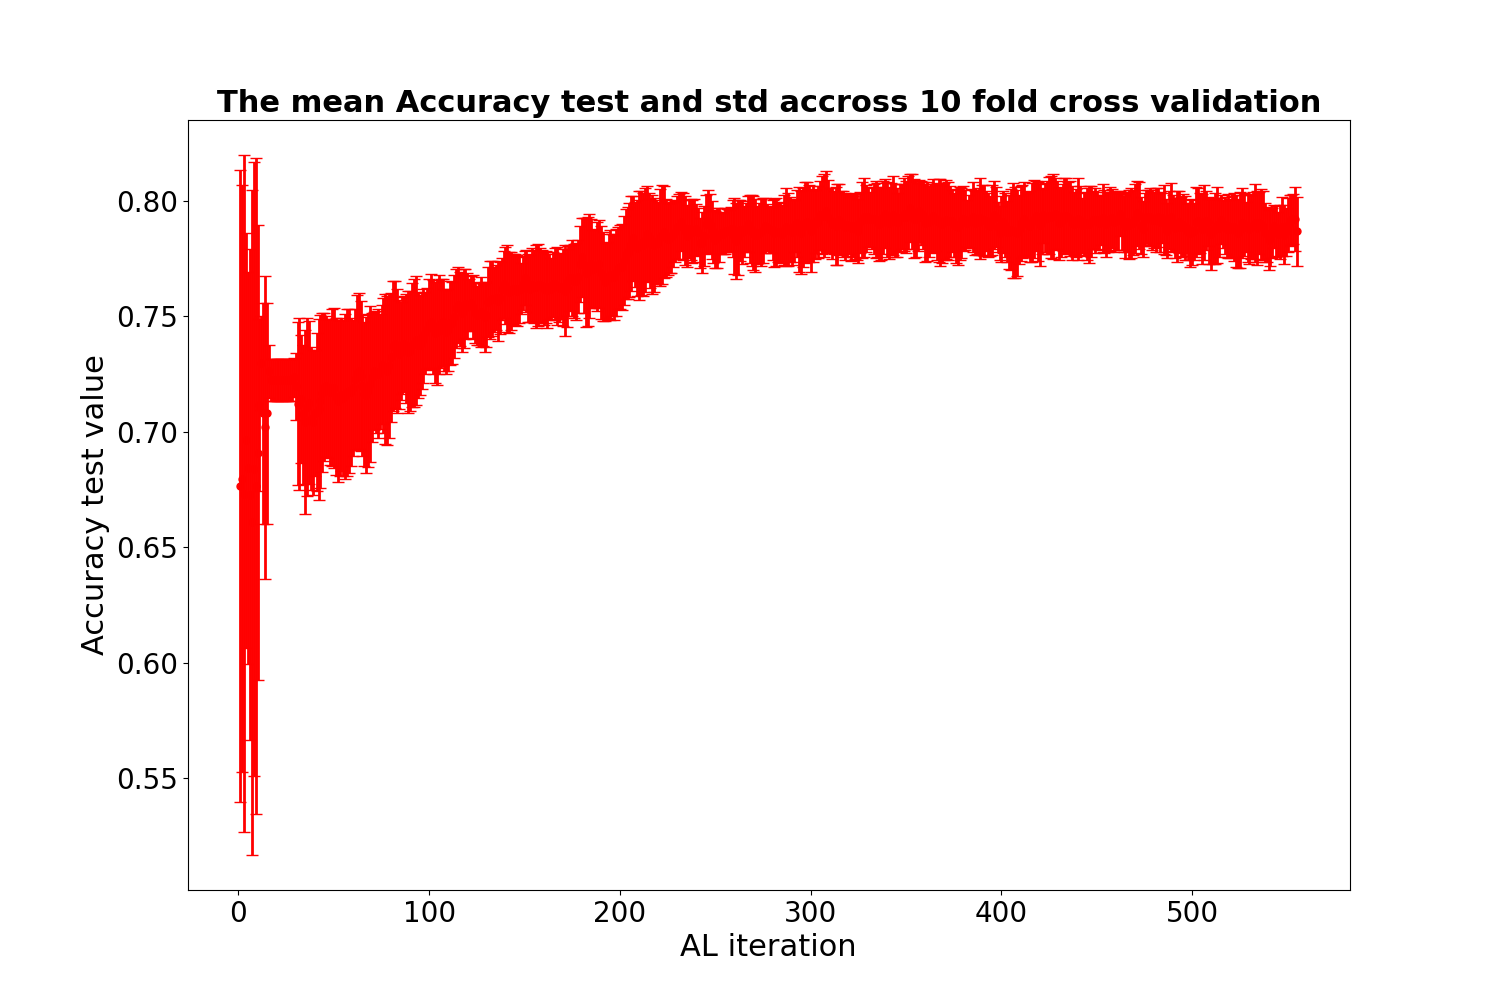 The mean Accuracy test and std accross 10 fold cross validation
0.80
0.75
0.70
0.65
0.60
0.55
Accuracy test value
0 100 200 300 400 500
AL iteration